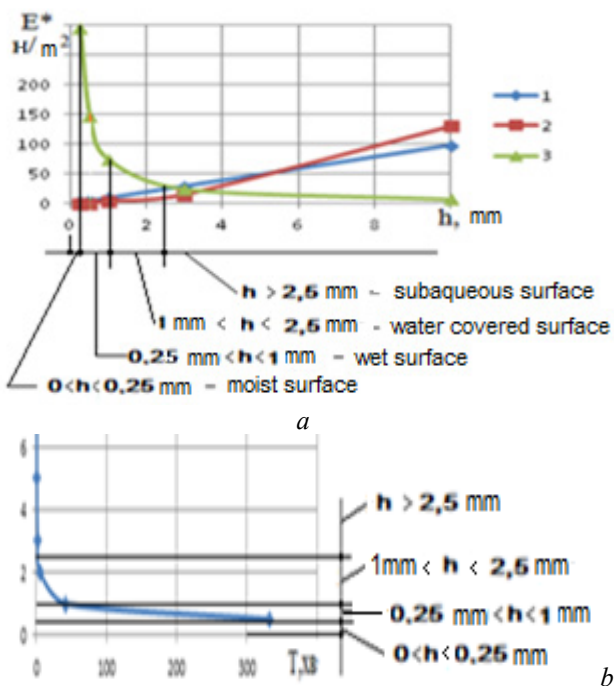 E*
H/m²
250
200
150
100
50
0
0 2 4 6 8
h, mm
1
2
3
h > 2,5 mm - subaqueous surface
1 mm < h < 2,5 mm - water covered surface
0,25 mm <h<1 mm - wet surface
0<h<0,25 mm - moist surface
a
6
4
2
0
0 100 200 300 T,хв
h > 2,5 mm
1mm < h < 2,5 mm
0,25 mm <h<1 mm
0<h<0,25 mm
b